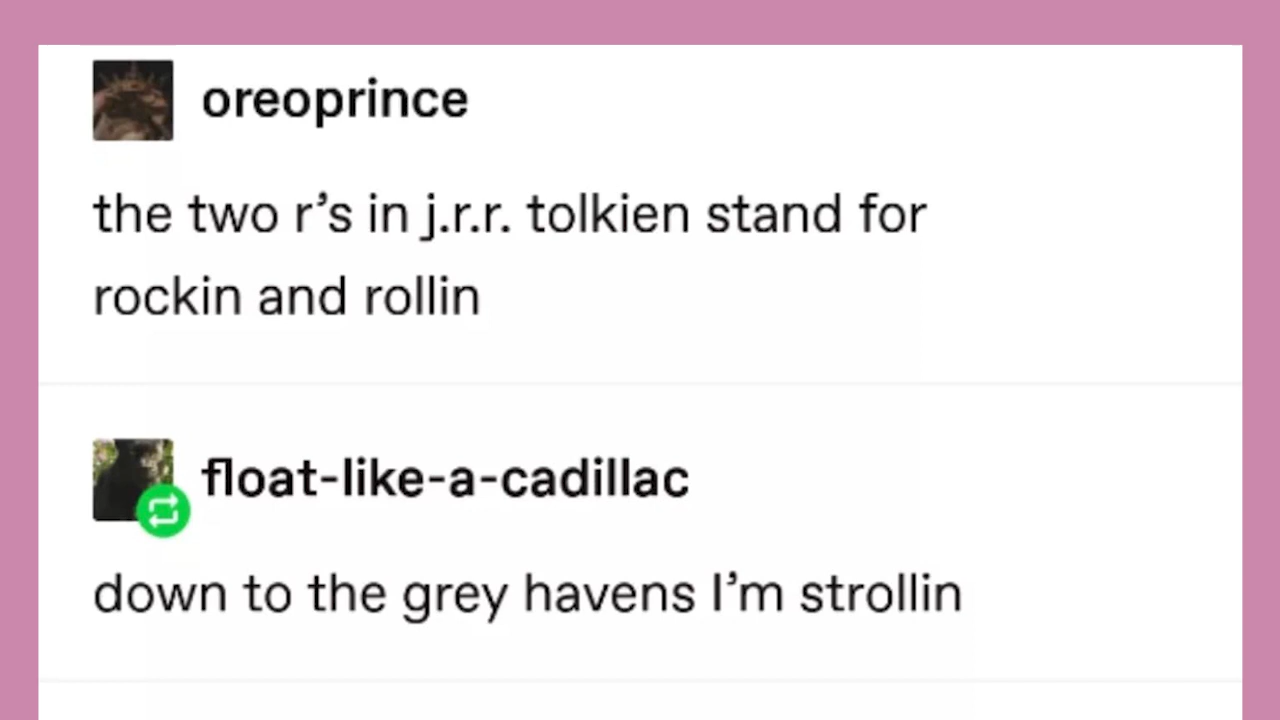 oreoprince
the two r’s in j.r.r. tolkien stand for
rockin and rollin
float-like-a-cadillac
down to the grey havens I’m strollin